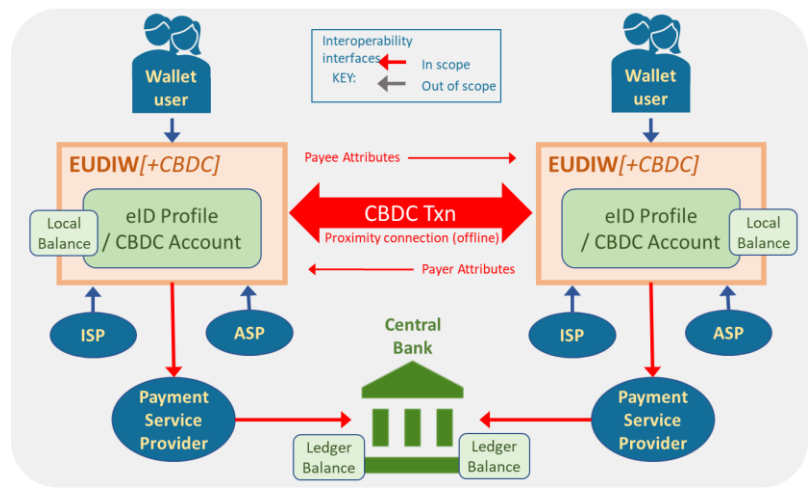 Wallet
user
Interoperability
interfaces
KEY:
In scope
Out of scope
Wallet
user
EUDIW[+CBDC]
eID Profile
/ CBDC Account
Local
Balance
Payee Attributes
CBDC Txn
Proximity connection (offline)
Payer Attributes
EUDIW[+CBDC]
eID Profile
/ CBDC Account
Local
Balance
ISP
ASP
Central
Bank
ISP
ASP
Payment
Service
Provider
Ledger
Balance
Ledger
Balance
Payment
Service
Provider